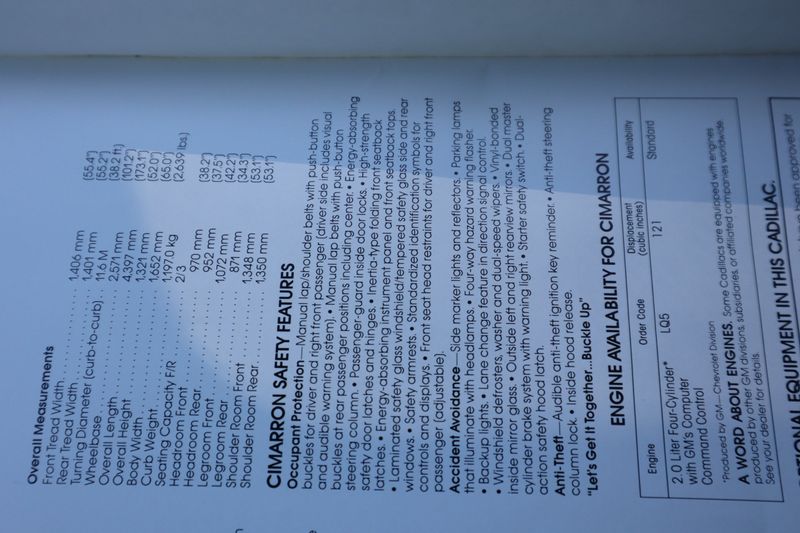 Overall Measurements
Front Tread Width 1,406 mm (55.4")
Rear Tread Width 1,401 mm (55.2")
Turning Diameter (curb-to-curb) 11.6 M (38.2 ft)
Wheelbase 2,571 mm (101.2")
Overall Length 4,397 mm (173.1")
Overall Height 1,321 mm (52.0")
Body Width 1,652 mm (65.0")
Curb Weight 1,197.0 kg (2,639 lbs.)
Seating Capacity F/R 2/3
Headroom Front 970 mm (38.2")
Headroom Rear 952 mm (37.5")
Legroom Front 1,072 mm (42.2")
Legroom Rear 871 mm (34.3")
Shoulder Room Front 1,348 mm (53.1")
Shoulder Room Rear 1,350 mm (53.1")
CIMARRON SAFETY FEATURES
Occupant Protection—Manual lap/shoulder belts with push-button
buckles for driver and right front passenger (driver side includes visual
and audible warning system). • Manual lap belts with push-button
buckles at rear passenger positions including center. • Energy-absorbing
steering column. • Passenger-guard inside door locks. • High-strength
safety door latches and hinges. • Inertia-type folding front seatback
latches. • Energy-absorbing instrument panel and front seatback tops.
• Laminated safety glass windshield/tempered safety glass side and rear
windows. • Safety armrests. • Standardized identification symbols for
controls and displays. • Front seat head restraints for driver and right front
passenger (adjustable).
Accident Avoidance—Side marker lights and reflectors. • Parking lamps
that illuminate with headlamps. • Four-way hazard warning flasher.
• Backup lights. • Lane change feature in direction signal control.
• Windshield defrosters, washer and dual-speed wipers. • Vinyl-bonded
inside mirror glass. • Outside left and right rearview mirrors. • Dual master
cylinder brake system with warning light. • Starter safety switch. • Dual-
action safety hood latch.
Anti-Theft—Audible anti-theft ignition key reminder. • Anti-theft steering
column lock. • Inside hood release.
"Let's Get It Together...Buckle Up"
ENGINE AVAILABILITY FOR CIMARRON
Engine Order Code Displacement (cubic inches) Availability
2.0 Liter Four-Cylinder* LQ5 121 Standard
with GM's Computer
Command Control
*Produced by GM—Chevrolet Division
A WORD ABOUT ENGINES. Some Cadillacs are equipped with engines
produced by other GM divisions, subsidiaries, or affiliated companies worldwide.
See your dealer for details.
OPTIONAL EQUIPMENT IN THIS CADILLAC.
been approved for